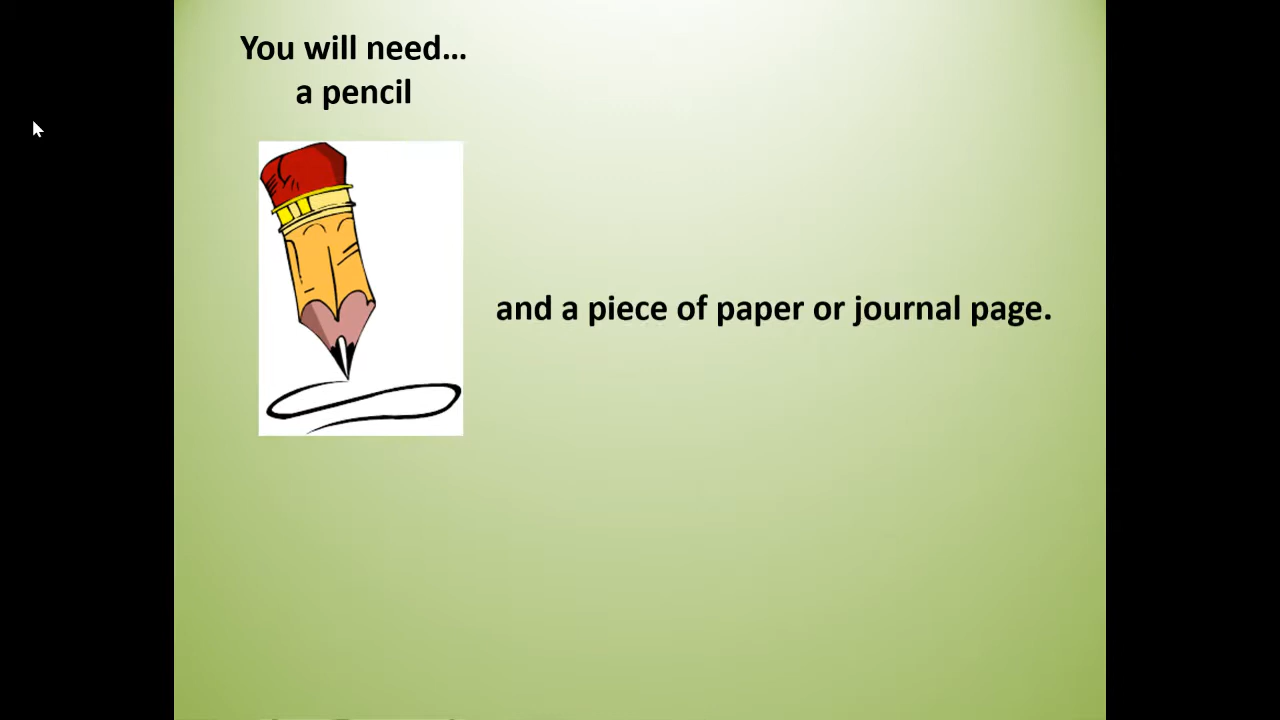 You will need…
a pencil
and a piece of paper or journal page.